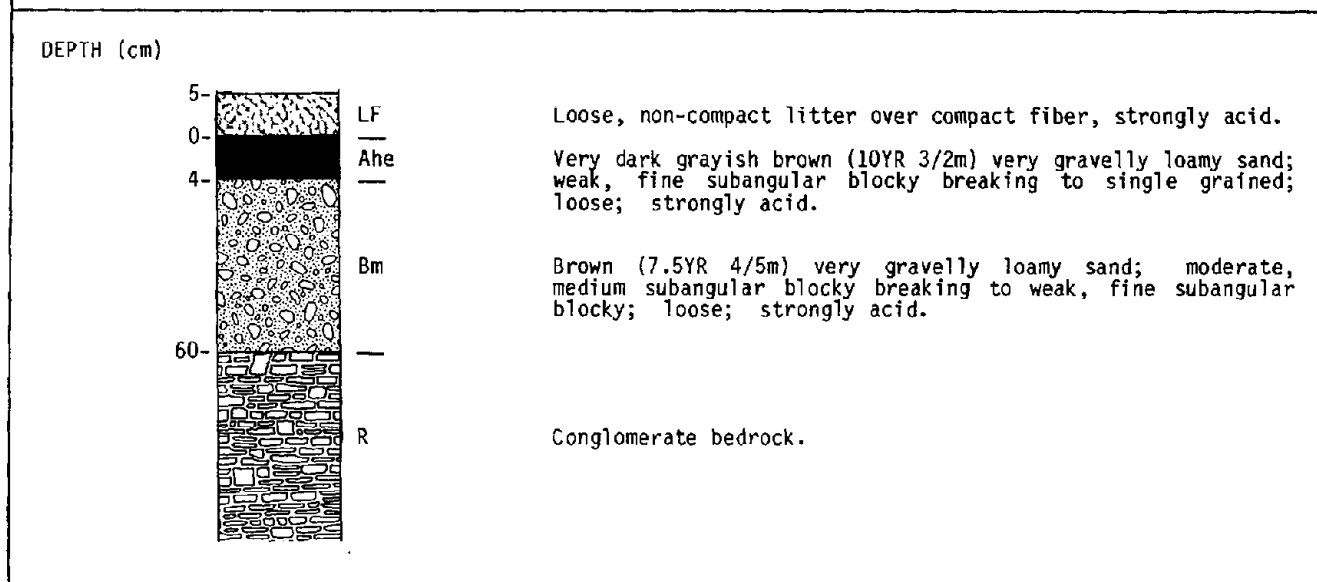 DEPTH (cm)
5-
LF
Loose, non-compact litter over compact fiber, strongly acid.
0-
Ahe
Very dark grayish brown (10YR 3/2m) very gravelly loamy sand;
weak, fine subangular blocky breaking to single grained;
loose; strongly acid.
4-
Bm
Brown (7.5YR 4/5m) very gravelly loamy sand; moderate,
medium subangular blocky breaking to weak, fine subangular
blocky; loose; strongly acid.
60-
R
Conglomerate bedrock.